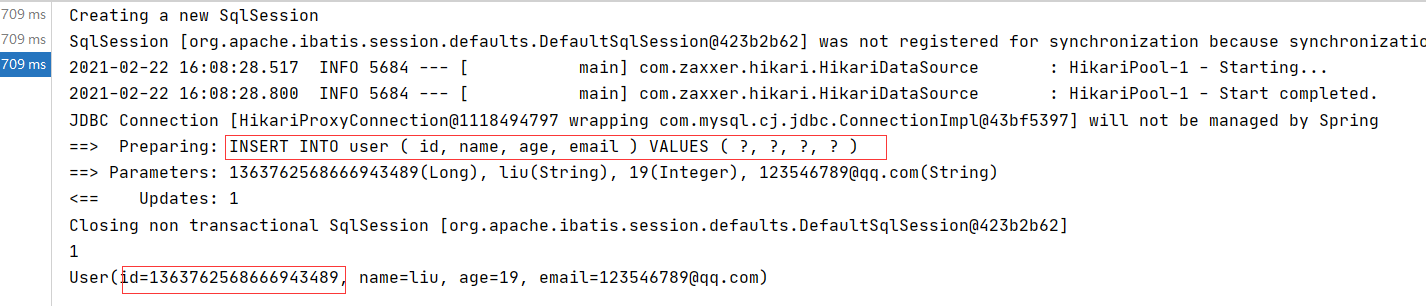 709 ms Creating a new SqlSession
709 ms SqlSession [org.apache.ibatis.session.defaults.DefaultSqlSession@423b2b62] was not registered for synchronization because synchronizatio
709 ms 2021-02-22 16:08:28.517  INFO 5684 --- [           main] com.zaxxer.hikari.HikariDataSource       : HikariPool-1 - Starting...
2021-02-22 16:08:28.800  INFO 5684 --- [           main] com.zaxxer.hikari.HikariDataSource       : HikariPool-1 - Start completed.
JDBC Connection [HikariProxyConnection@1118494797 wrapping com.mysql.cj.jdbc.ConnectionImpl@43bf5397] will not be managed by Spring
==>  Preparing: INSERT INTO user ( id, name, age, email ) VALUES ( ?, ?, ?, ? )
==> Parameters: 1363762568666943489(Long), liu(String), 19(Integer), 123546789@qq.com(String)
<==    Updates: 1
Closing non transactional SqlSession [org.apache.ibatis.session.defaults.DefaultSqlSession@423b2b62]
1
User(id=1363762568666943489, name=liu, age=19, email=123546789@qq.com)